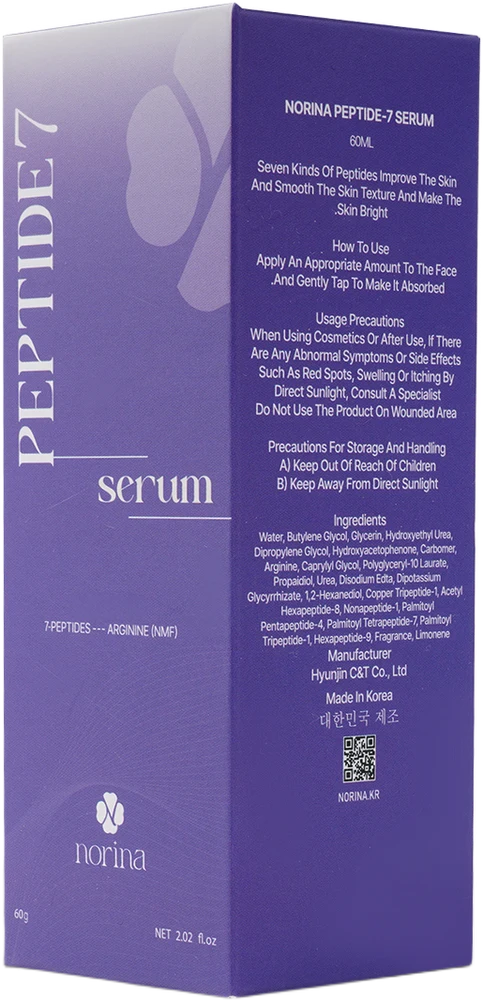 PEPTIDE7
serum
7-PEPTIDES --- ARGININE (NMF)
norina
60g
NET 2.02 fl.oz
NORINA PEPTIDE-7 SERUM
60ML
Seven Kinds Of Peptides Improve The Skin
And Smooth The Skin Texture And Make The
.Skin Bright
How To Use
Apply An Appropriate Amount To The Face
.And Gently Tap To Make It Absorbed
Usage Precautions
When Using Cosmetics Or After Use, If There
Are Any Abnormal Symptoms Or Side Effects
Such As Red Spots, Swelling Or Itching By
Direct Sunlight, Consult A Specialist
Do Not Use The Product On Wounded Area
Precautions For Storage And Handling
A) Keep Out Of Reach Of Children
B) Keep Away From Direct Sunlight
Ingredients
Water, Butylene Glycol, Glycerin, Hydroxyethyl Urea,
Dipropylene Glycol, Hydroxyacetophenone, Carbomer,
Arginine, Caprylyl Glycol, Polyglyceryl-10 Laurate,
Propaidiol, Urea, Disodium Edta, Dipotassium
Glycyrrhizate, 1,2-Hexanediol, Copper Tripeptide-1, Acetyl
Hexapeptide-8, Nonapeptide-1, Palmitoyl
Pentapeptide-4, Palmitoyl Tetrapeptide-7, Palmitoyl
Tripeptide-1, Hexapeptide-9, Fragrance, Limonene
Manufacturer
Hyunjin C&T Co., Ltd
Made In Korea
대한민국 제조
NORINA.KR